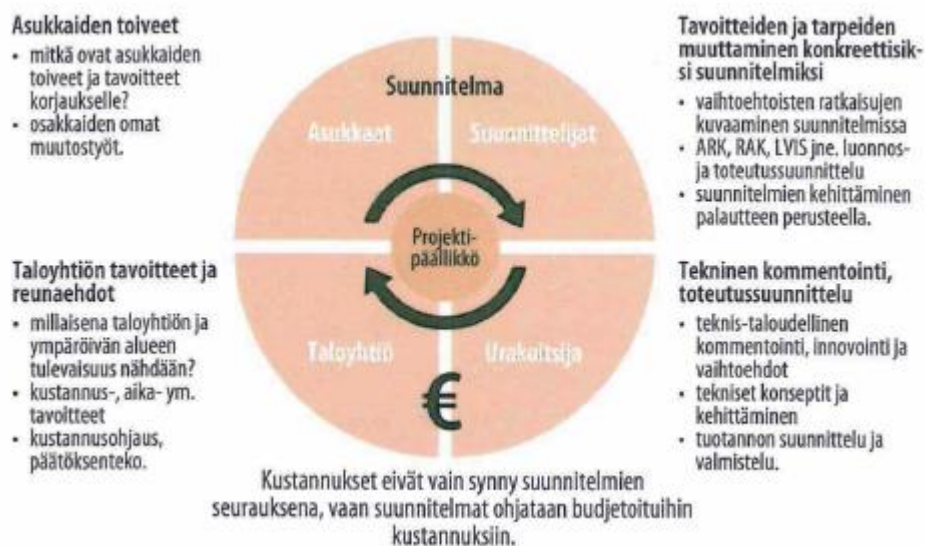 Asukkaiden toiveet
• mitkä ovat asukkaiden
toiveet ja tavoitteet
korjaukselle?
• osakkaiden omat
muutostyöt.
Tavoitteiden ja tarpeiden
muuttaminen konkreettisik-
si suunnitelmiksi
• vaihtoehtoisten ratkaisujen
kuvaaminen suunnitelmissa
• ARK, RAK, LVIS jne. luonnos-
ja toteutussuunnittelu
• suunnitelmien kehittäminen
palautteen perusteella.
Suunnitelma
Asukkaat
Suunnittelijat
Projekti-
päällikkö
Taloyhtiö
Urakoitsija
€
Taloyhtiön tavoitteet ja
reunaehdot
• millaisena taloyhtiön ja
ympäröivän alueen
tulevaisuus nähdään?
• kustannus-, aika- ym.
tavoitteet
• kustannusohjaus,
päätöksenteko.
Tekninen kommentointi,
toteutussuunnittelu
• teknis-taloudellinen
kommentointi, innovointi ja
vaihtoehdot
• tekniset konseptit ja
kehittäminen
• tuotannon suunnittelu ja
valmistelu.
Kustannukset eivät vain synny suunnitelmien
seurauksena, vaan suunnitelmat ohjataan budjetoituihin
kustannuksiin.